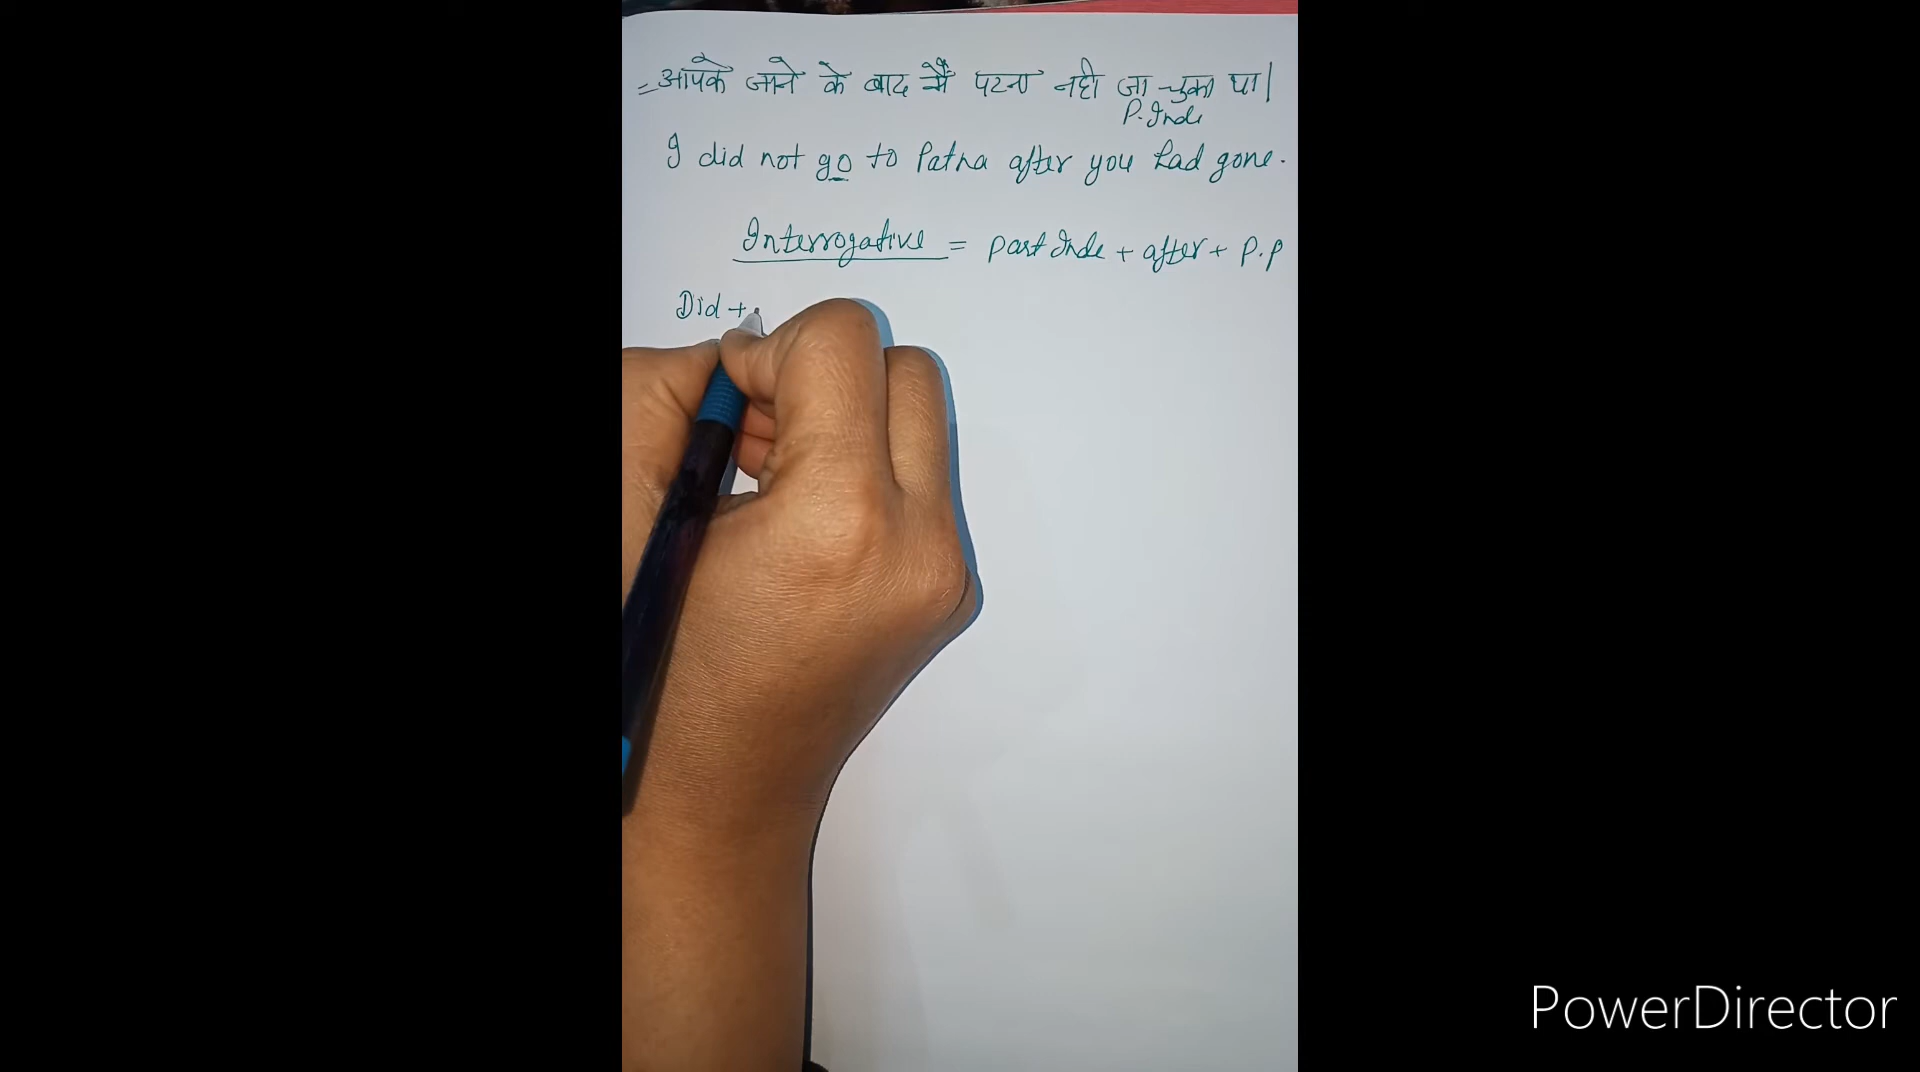 = आपके जाने के बाद मैं पटना नही जा चुका था।
P. Inde
I did not go to Patna after you had gone.
Interrogative = Past Inde + after + P.P
Did +
PowerDirector